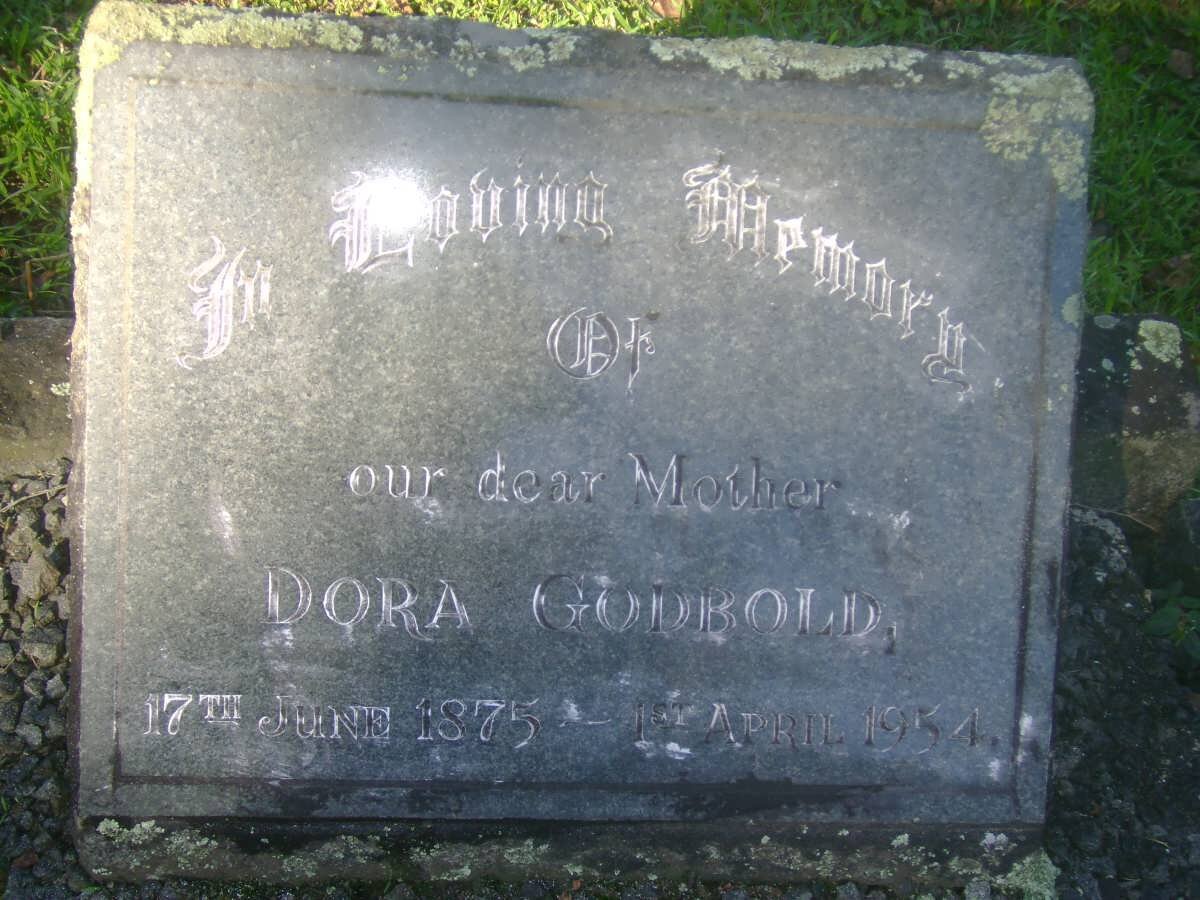 In Loving Memory
Of
our dear Mother
DORA GODBOLD,
17TH JUNE 1875 — 1ST APRIL 1954.